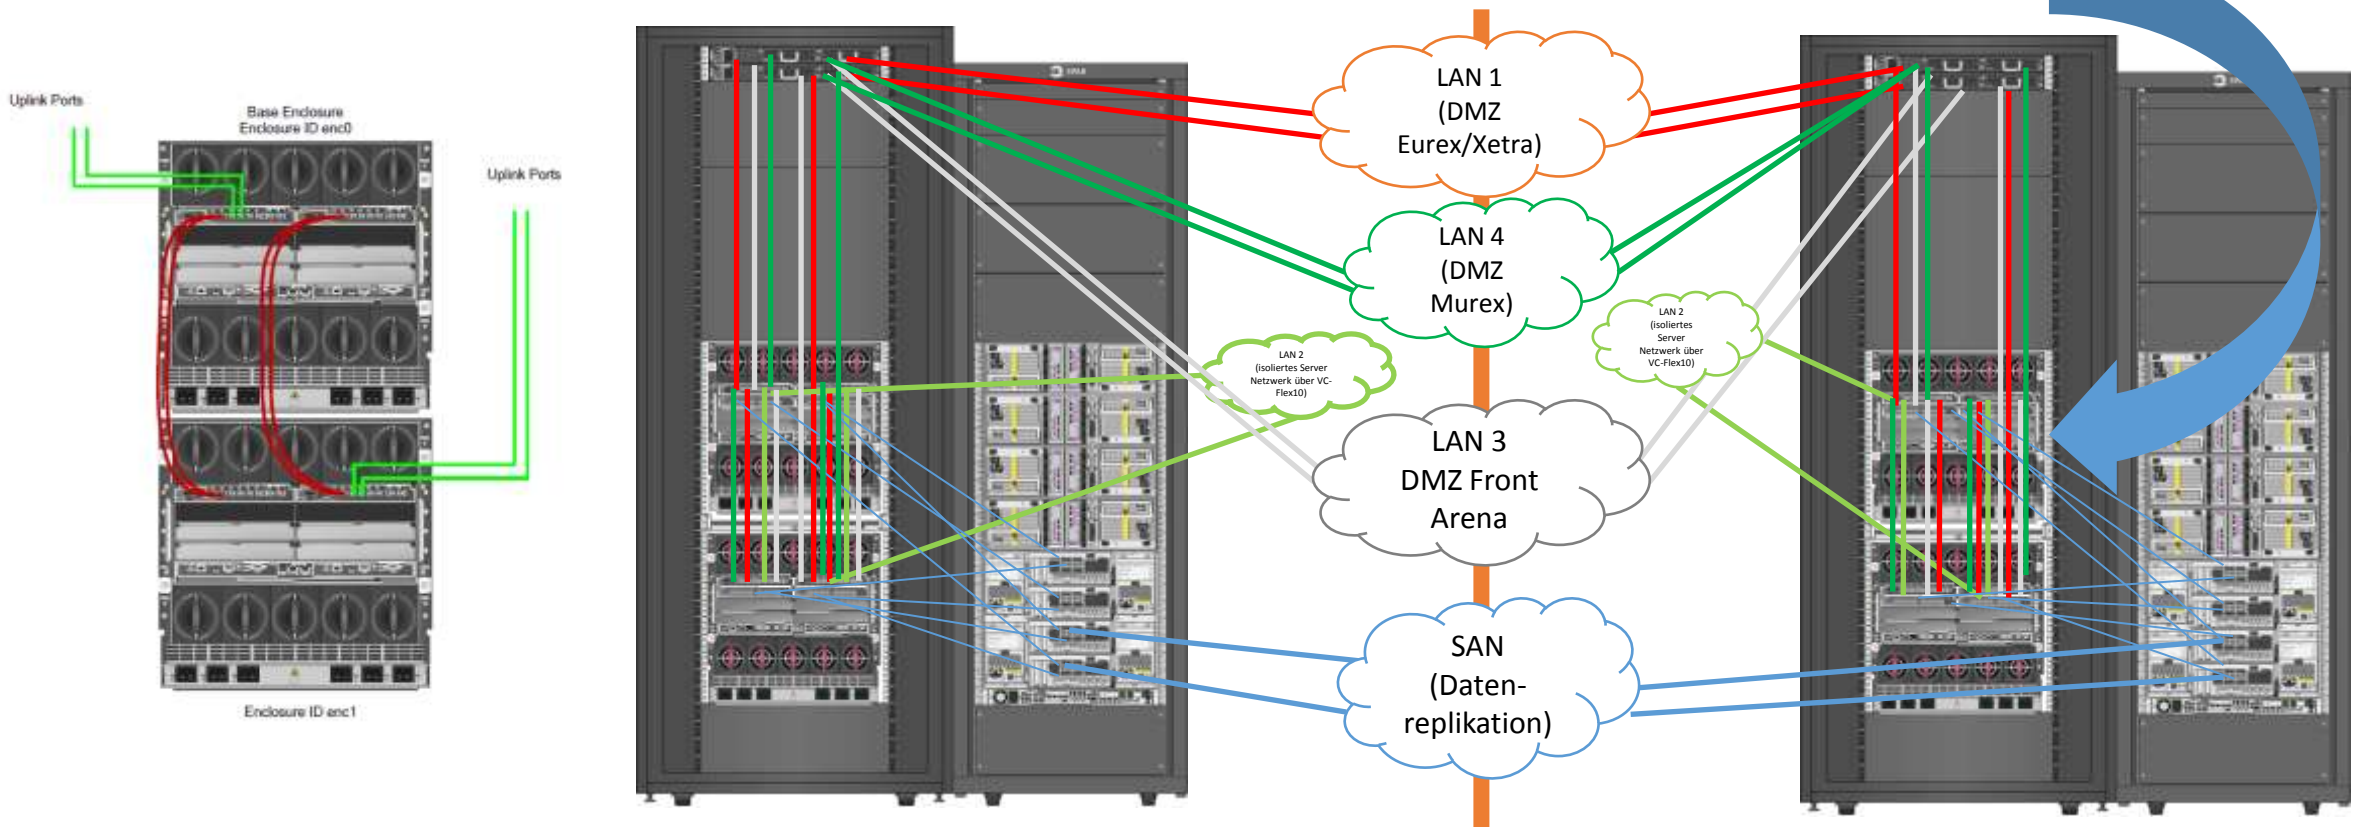 Uplink Ports
Base Enclosure
Enclosure ID enc0
Uplink Ports
Enclosure ID enc1
LAN 1
(DMZ
Eurex/Xetra)
LAN 4
(DMZ
Murex)
LAN 2
(isoliertes Server
Netzwerk über VC-
Flex10)
LAN 2
(isoliertes
Server
Netzwerk über
VC-Flex10)
LAN 3
DMZ Front
Arena
SAN
(Daten-
replikation)